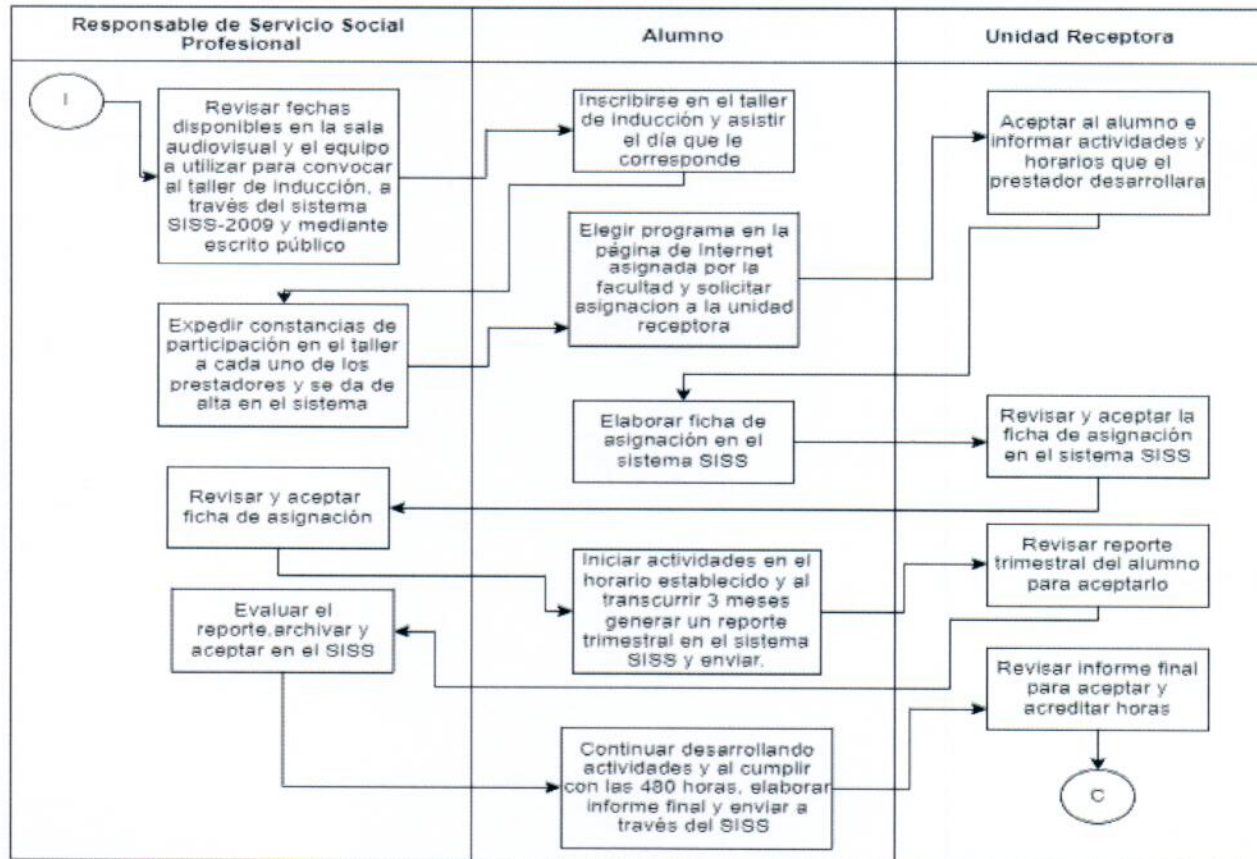 Responsable de Servicio Social
Profesional
Alumno
Unidad Receptora
I
Revisar fechas
disponibles en la sala
audiovisual y el equipo
a utilizar para convocar
al taller de inducción, a
través del sistema
SISS-2009 y mediante
escrito público
Inscribirse en el taller
de inducción y asistir
el día que le
corresponde
Expedir constancias de
participación en el taller
a cada uno de los
prestadores y se da de
alta en el sistema
Elegir programa en la
página de Internet
asignada por la
facultad y solicitar
asignacion a la unidad
receptora
Aceptar al alumno e
informar actividades y
horarios que el
prestador desarrollara
Elaborar ficha de
asignación en el
sistema SISS
Revisar y aceptar la
ficha de asignación
en el sistema SISS
Revisar y aceptar
ficha de asignación
Iniciar actividades en el
horario establecido y al
transcurrir 3 meses
generar un reporte
trimestral en el sistema
SISS y enviar.
Revisar reporte
trimestral del alumno
para aceptarlo
Evaluar el
reporte,archivar y
aceptar en el SISS
Continuar desarrollando
actividades y al cumplir
con las 480 horas, elaborar
informe final y enviar a
través del SISS
Revisar informe final
para aceptar y
acreditar horas
C